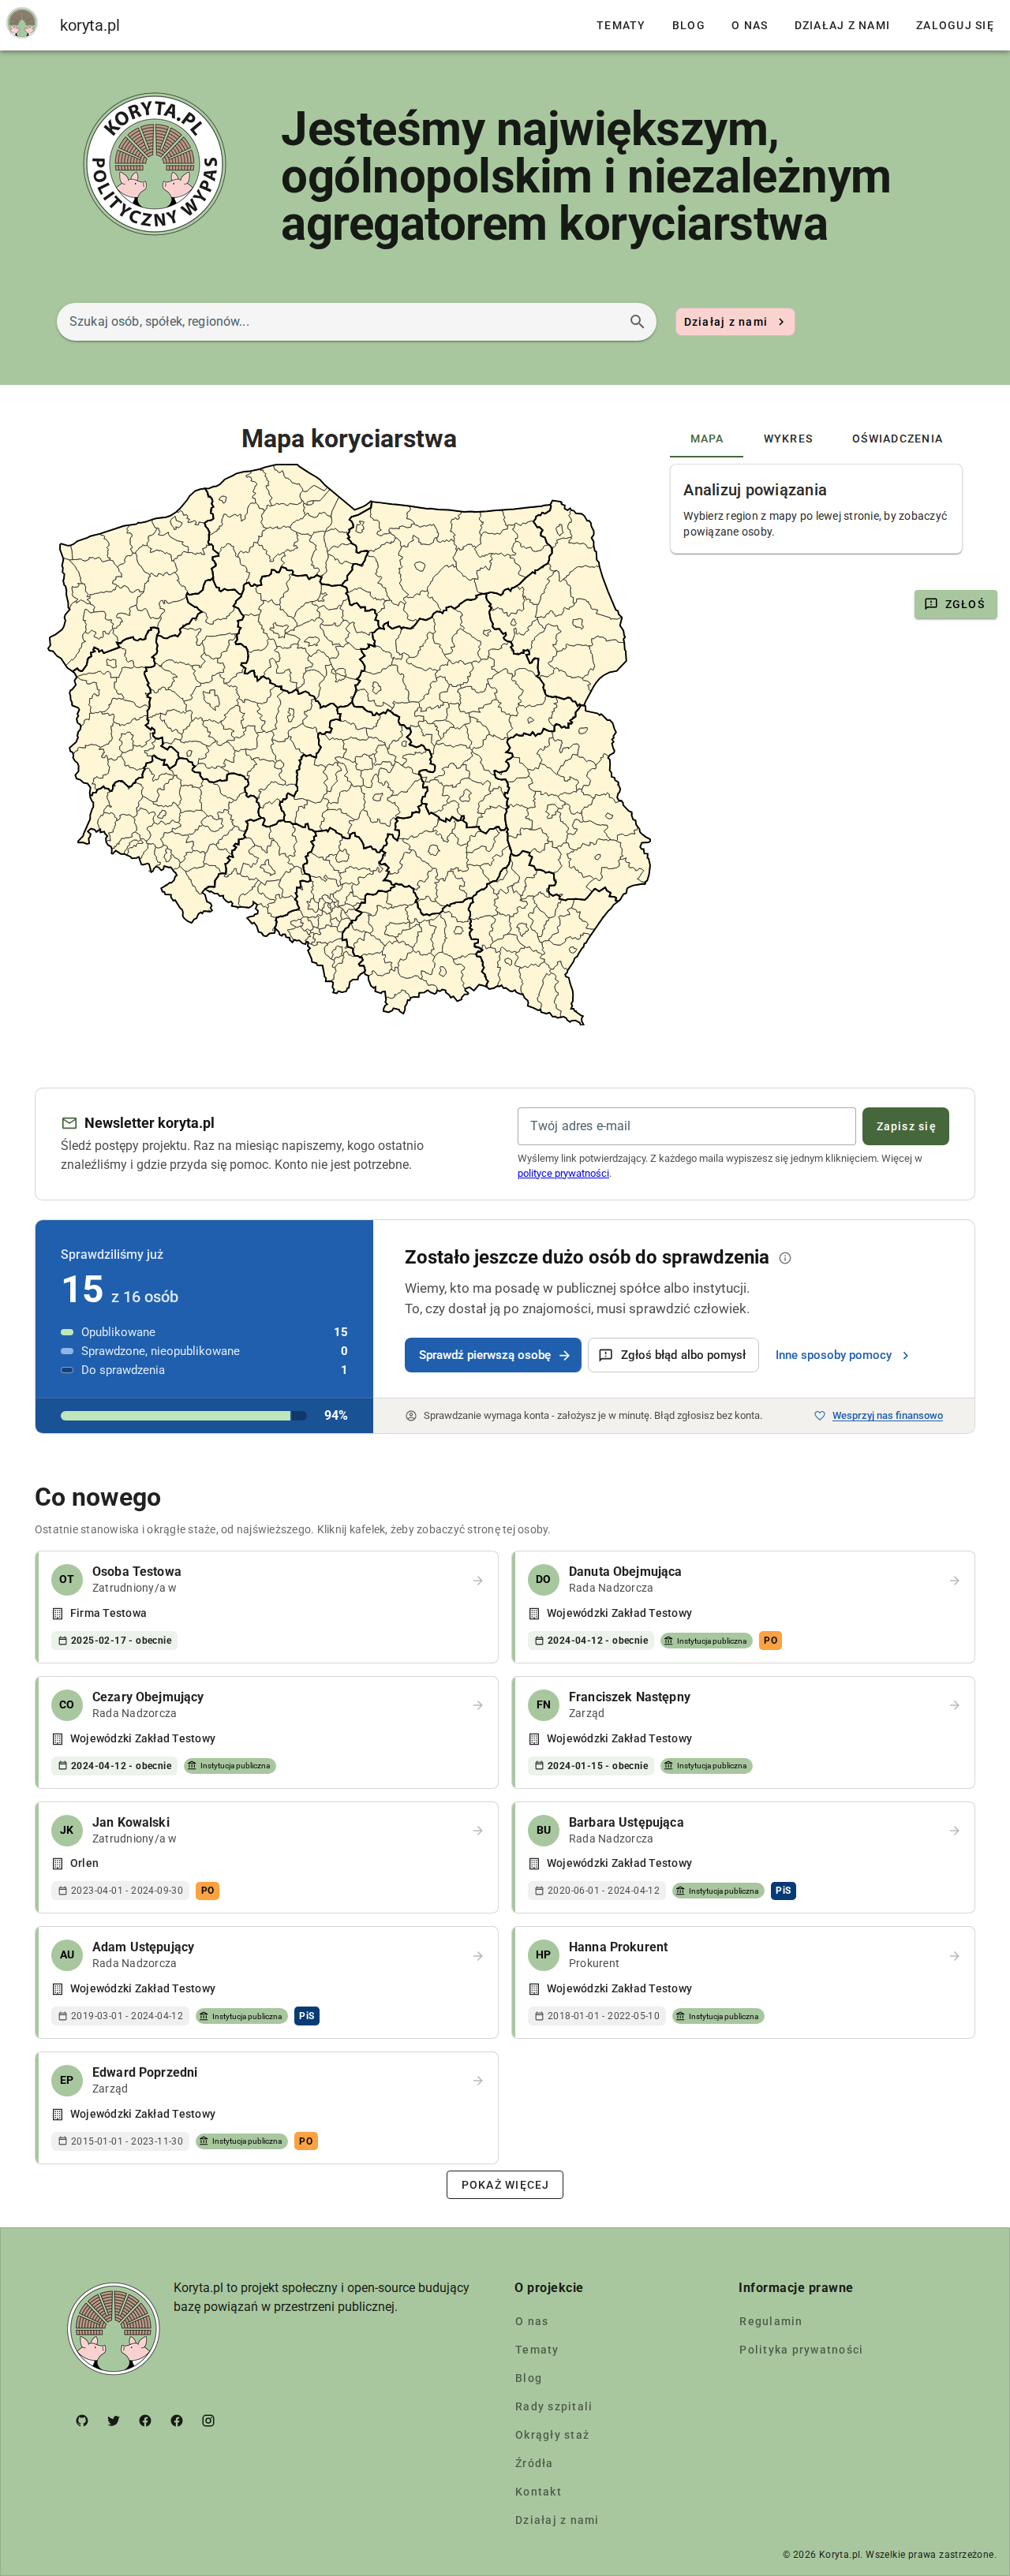 koryta.pl
TEMATY
BLOG
O NAS
DZIAŁAJ Z NAMI
ZALOGUJ SIĘ
KORYTA.PL
POLITYCZNY WYPAS
Jesteśmy największym,
ogólnopolskim i niezależnym
agregatorem koryciarstwa
Szukaj osób, spółek, regionów...
Działaj z nami
Mapa koryciarstwa
MAPA
WYKRES
OŚWIADCZENIA
Analizuj powiązania
Wybierz region z mapy po lewej stronie, by zobaczyć
powiązane osoby.
ZGŁOŚ
Newsletter koryta.pl
Śledź postępy projektu. Raz na miesiąc napiszemy, kogo ostatnio
znaleźliśmy i gdzie przyda się pomoc. Konto nie jest potrzebne.
Twój adres e-mail
Zapisz się
Wyślemy link potwierdzający. Z każdego maila wypiszesz się jednym kliknięciem. Więcej w
polityce prywatności.
Sprawdziliśmy już
15 z 16 osób
Opublikowane 15
Sprawdzone, nieopublikowane 0
Do sprawdzenia 1
94%
Zostało jeszcze dużo osób do sprawdzenia
Wiemy, kto ma posadę w publicznej spółce albo instytucji.
To, czy dostał ją po znajomości, musi sprawdzić człowiek.
Sprawdź pierwszą osobę
Zgłoś błąd albo pomysł
Inne sposoby pomocy
Sprawdzanie wymaga konta - założysz je w minutę. Błąd zgłosisz bez konta.
Wesprzyj nas finansowo
Co nowego
Ostatnie stanowiska i okrągłe staże, od najświeższego. Kliknij kafelek, żeby zobaczyć stronę tej osoby.
OT
Osoba Testowa
Zatrudniony/a w
Firma Testowa
2025-02-17 - obecnie
DO
Danuta Obejmująca
Rada Nadzorcza
Wojewódzki Zakład Testowy
2024-04-12 - obecnie
Instytucja publiczna
PO
CO
Cezary Obejmujący
Rada Nadzorcza
Wojewódzki Zakład Testowy
2024-04-12 - obecnie
Instytucja publiczna
FN
Franciszek Następny
Zarząd
Wojewódzki Zakład Testowy
2024-01-15 - obecnie
Instytucja publiczna
JK
Jan Kowalski
Zatrudniony/a w
Orlen
2023-04-01 - 2024-09-30
PO
BU
Barbara Ustępująca
Rada Nadzorcza
Wojewódzki Zakład Testowy
2020-06-01 - 2024-04-12
Instytucja publiczna
PiS
AU
Adam Ustępujący
Rada Nadzorcza
Wojewódzki Zakład Testowy
2019-03-01 - 2024-04-12
Instytucja publiczna
PiS
HP
Hanna Prokurent
Prokurent
Wojewódzki Zakład Testowy
2018-01-01 - 2022-05-10
Instytucja publiczna
EP
Edward Poprzedni
Zarząd
Wojewódzki Zakład Testowy
2015-01-01 - 2023-11-30
Instytucja publiczna
PO
POKAŻ WIĘCEJ
Koryta.pl to projekt społeczny i open-source budujący
bazę powiązań w przestrzeni publicznej.
O projekcie
O nas
Tematy
Blog
Rady szpitali
Okrągły staż
Źródła
Kontakt
Działaj z nami
Informacje prawne
Regulamin
Polityka prywatności
© 2026 Koryta.pl. Wszelkie prawa zastrzeżone.